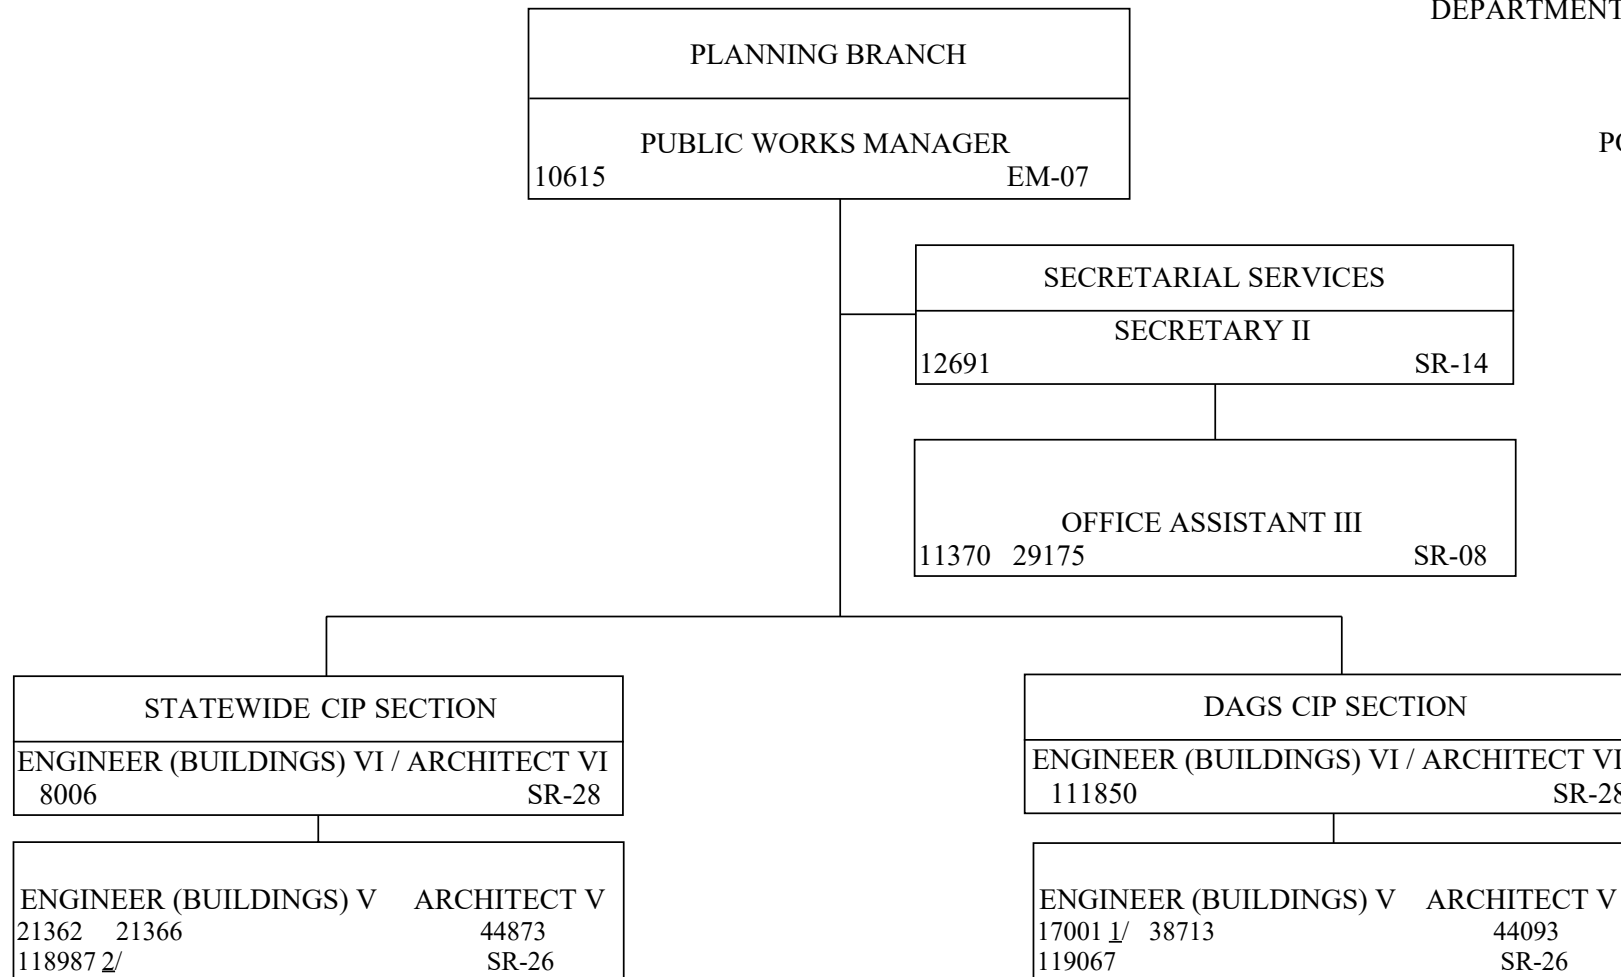 DEPARTMENT
PLANNING BRANCH
PUBLIC WORKS MANAGER
10615 EM-07
SECRETARIAL SERVICES
SECRETARY II
12691 SR-14
OFFICE ASSISTANT III
11370 29175 SR-08
STATEWIDE CIP SECTION
ENGINEER (BUILDINGS) VI / ARCHITECT VI
8006 SR-28
ENGINEER (BUILDINGS) V ARCHITECT V
21362 21366 44873
118987 2/ SR-26
DAGS CIP SECTION
ENGINEER (BUILDINGS) VI / ARCHITECT VI
111850 SR-28
ENGINEER (BUILDINGS) V ARCHITECT V
17001 1/ 38713 44093
119067 SR-26